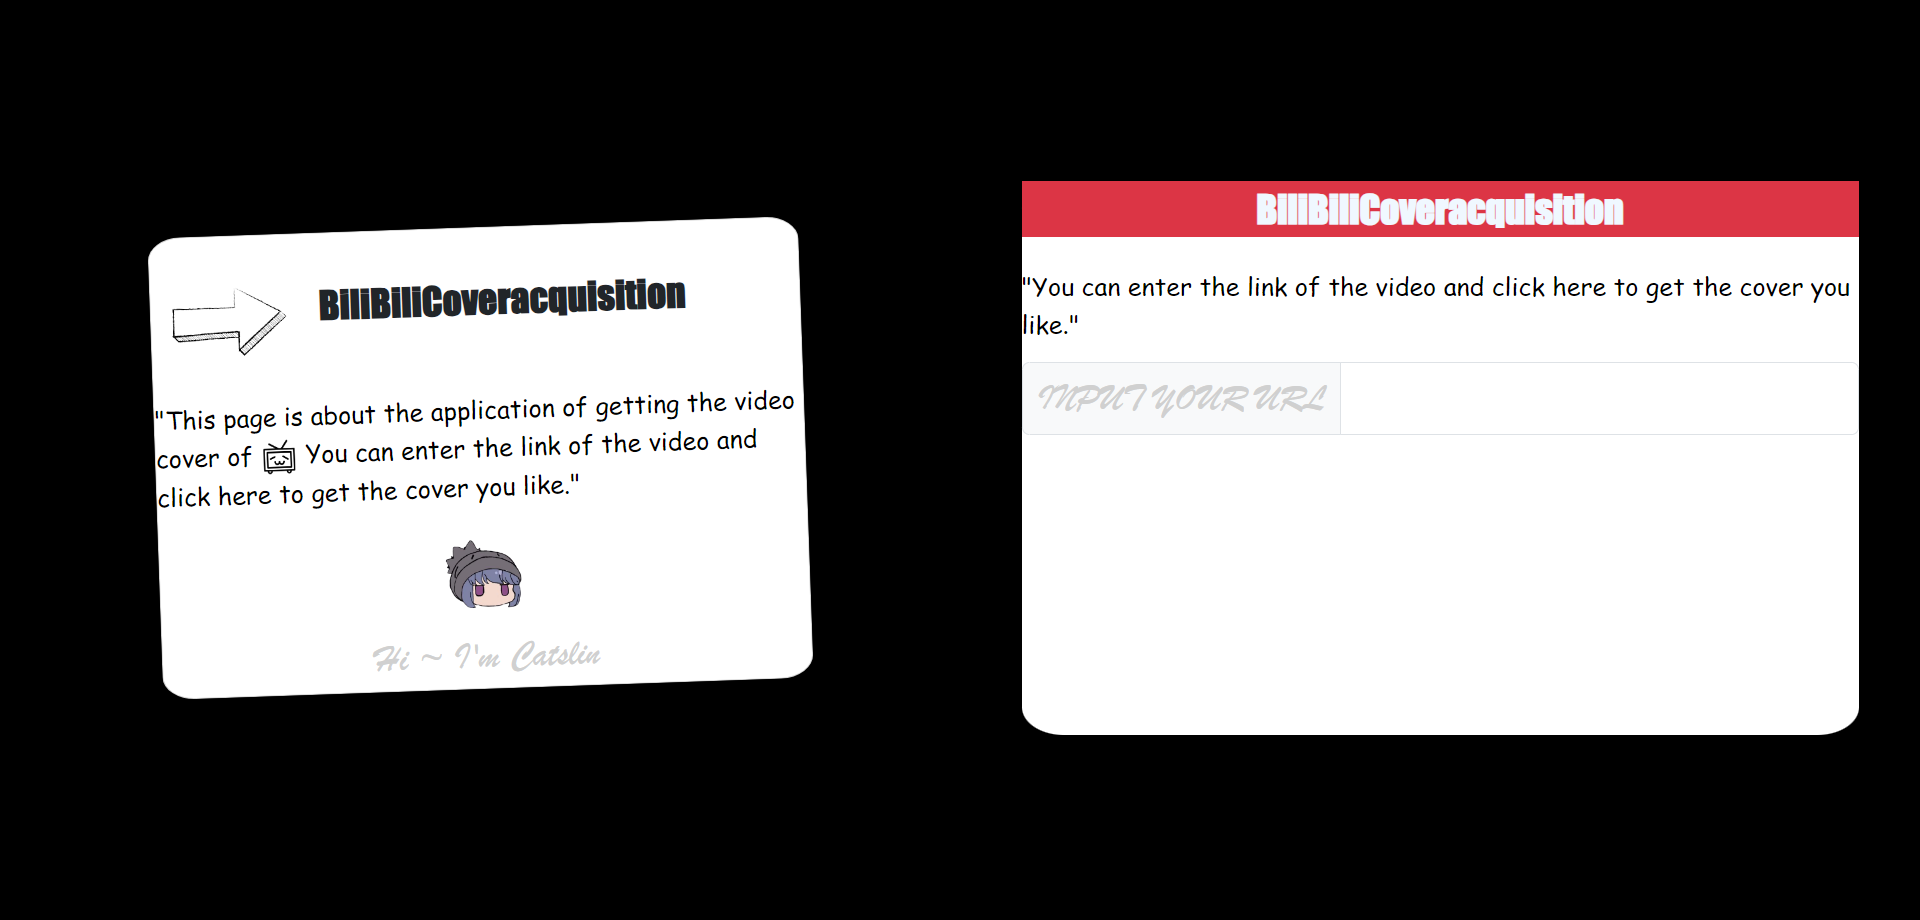 BiliBiliCoveracquisition
"This page is about the application of getting the video
cover of You can enter the link of the video and
click here to get the cover you like."
Hi ~ I'm Catslin
BiliBiliCoveracquisition
"You can enter the link of the video and click here to get the cover you
like."
INPUT YOUR URL